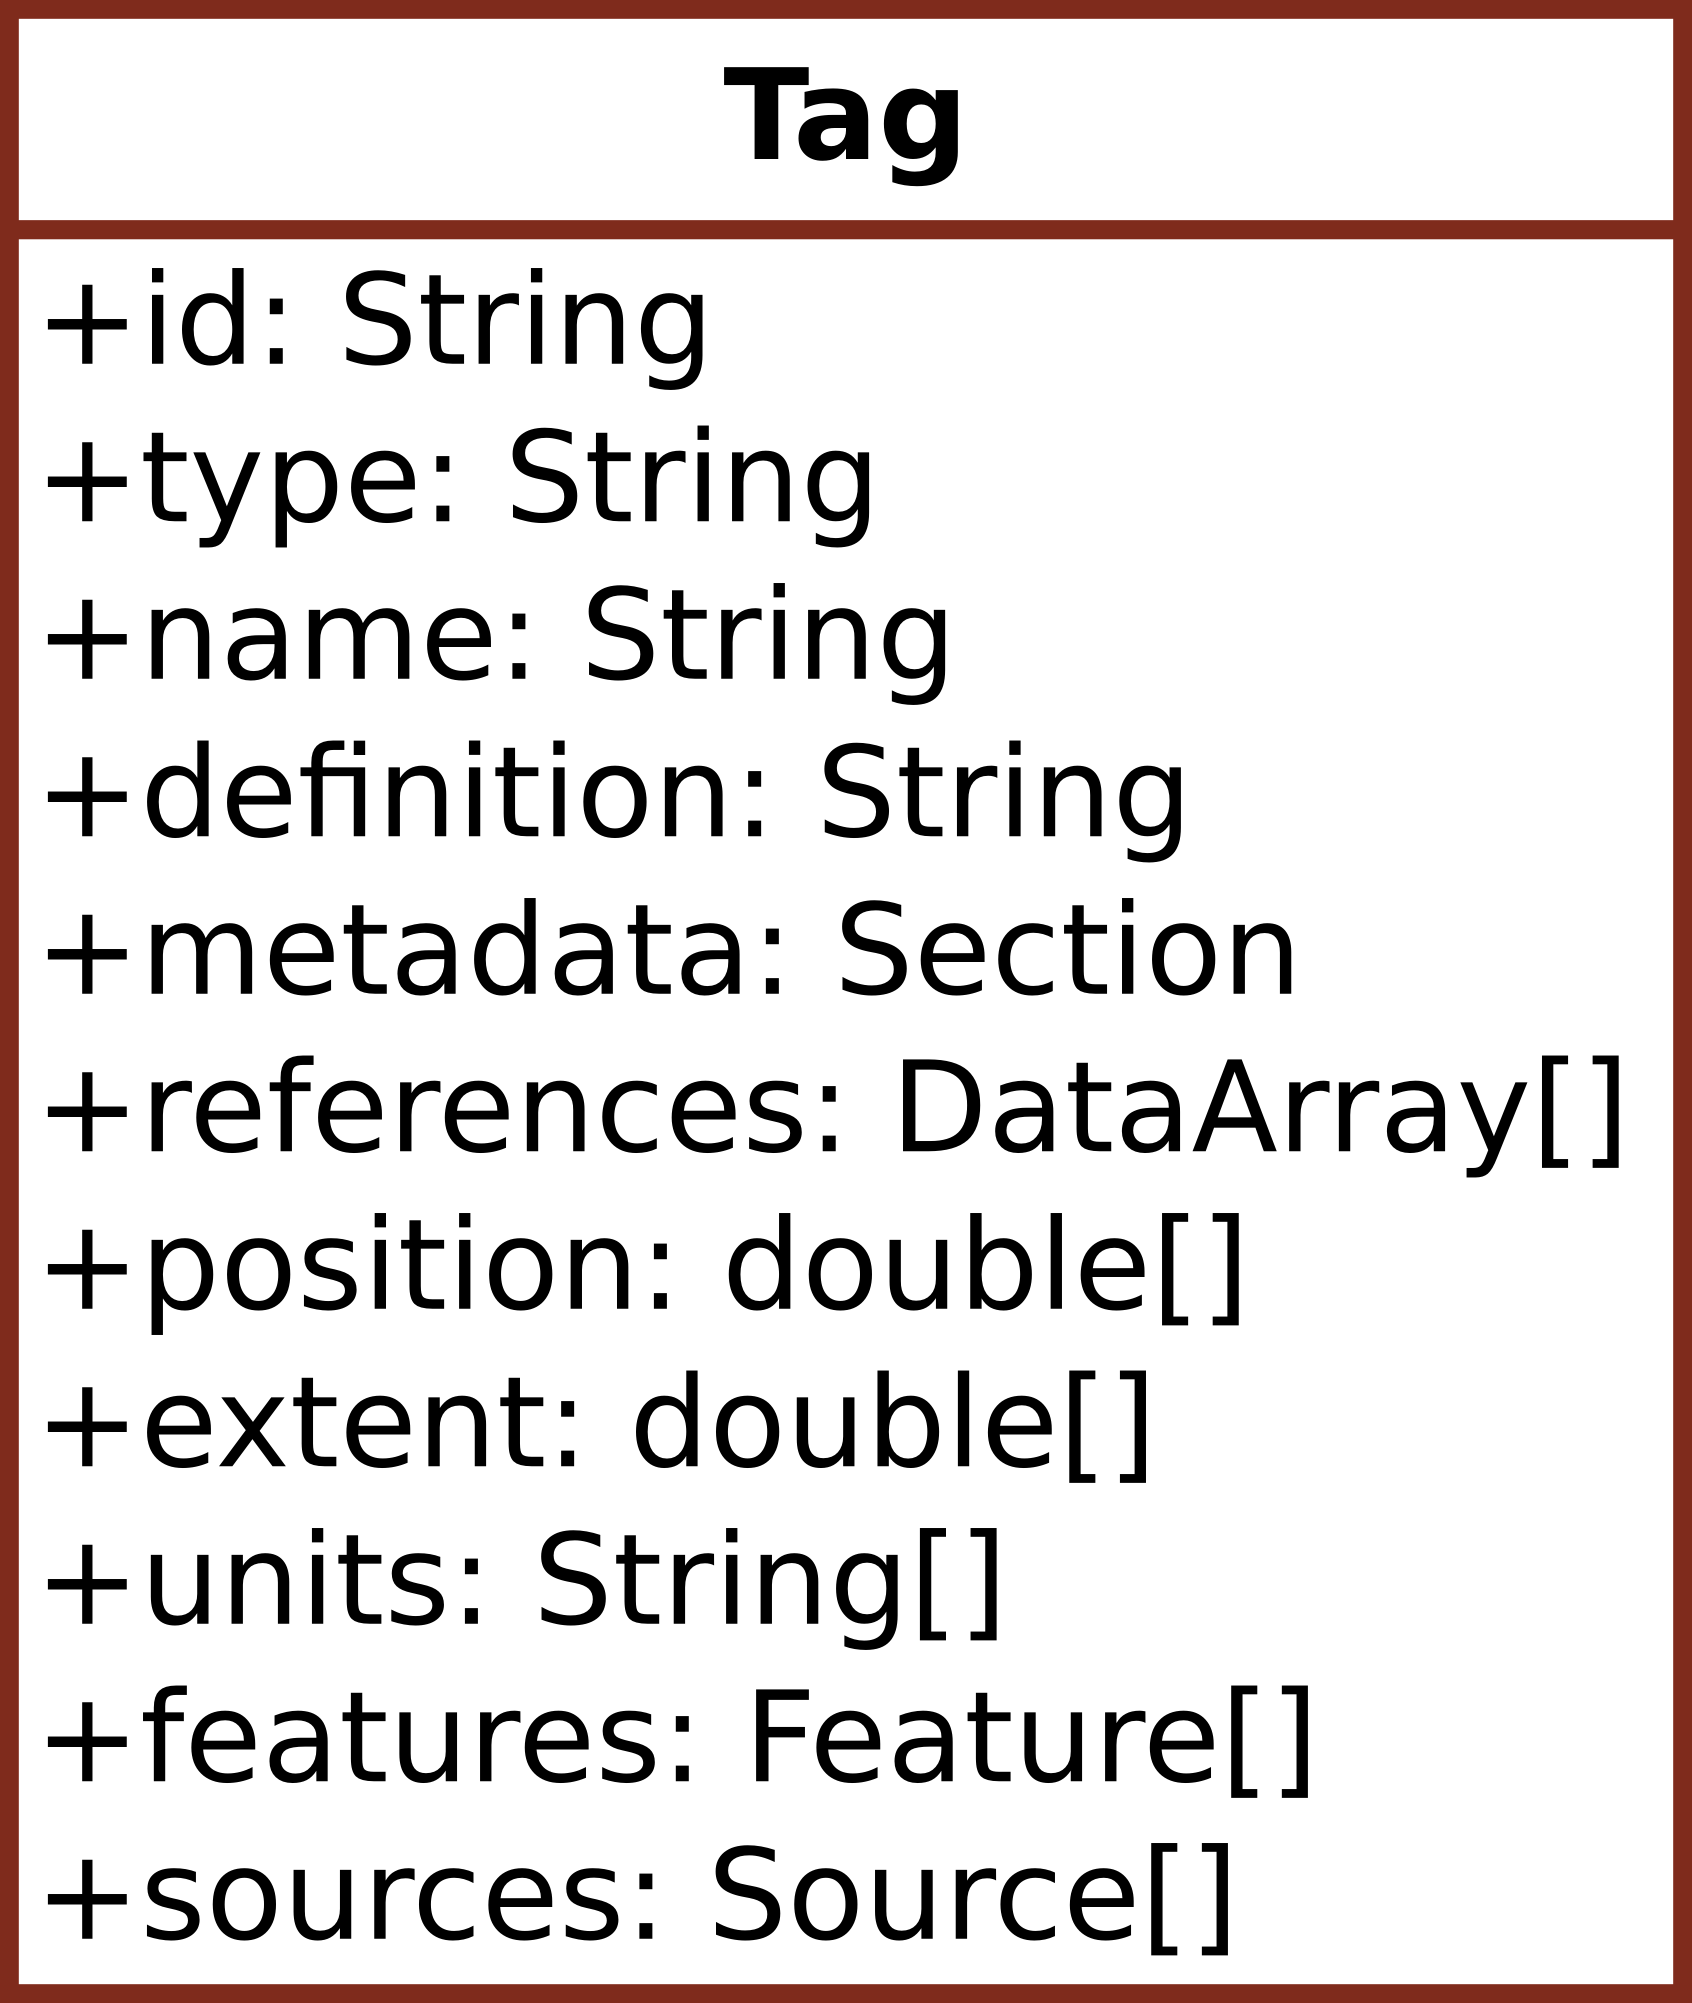 Tag
+id: String
+type: String
+name: String
+definition: String
+metadata: Section
+references: DataArray[]
+position: double[]
+extent: double[]
+units: String[]
+features: Feature[]
+sources: Source[]